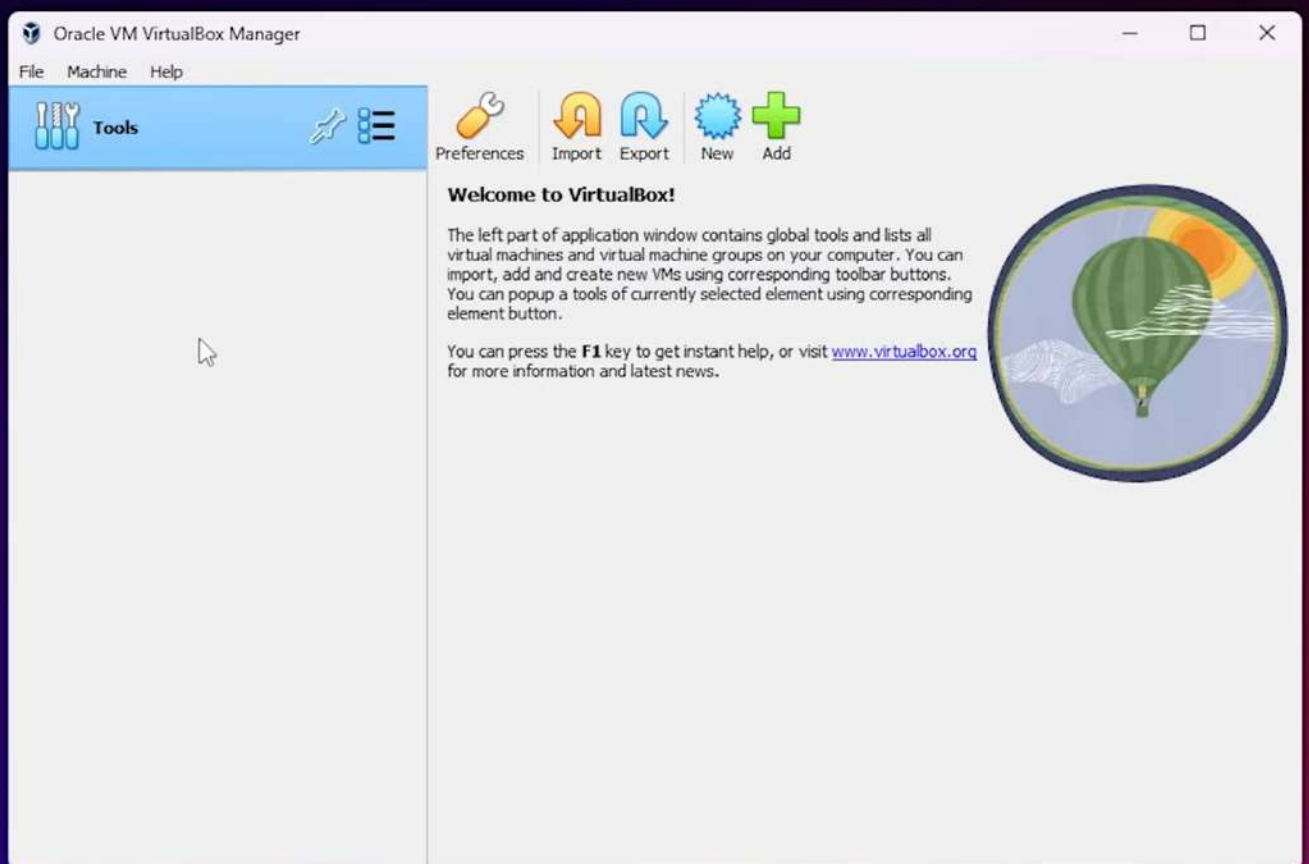 Oracle VM VirtualBox Manager
File Machine Help
Tools
Preferences Import Export New Add
Welcome to VirtualBox!
The left part of application window contains global tools and lists all
virtual machines and virtual machine groups on your computer. You can
import, add and create new VMs using corresponding toolbar buttons.
You can popup a tools of currently selected element using corresponding
element button.
You can press the F1 key to get instant help, or visit www.virtualbox.org
for more information and latest news.